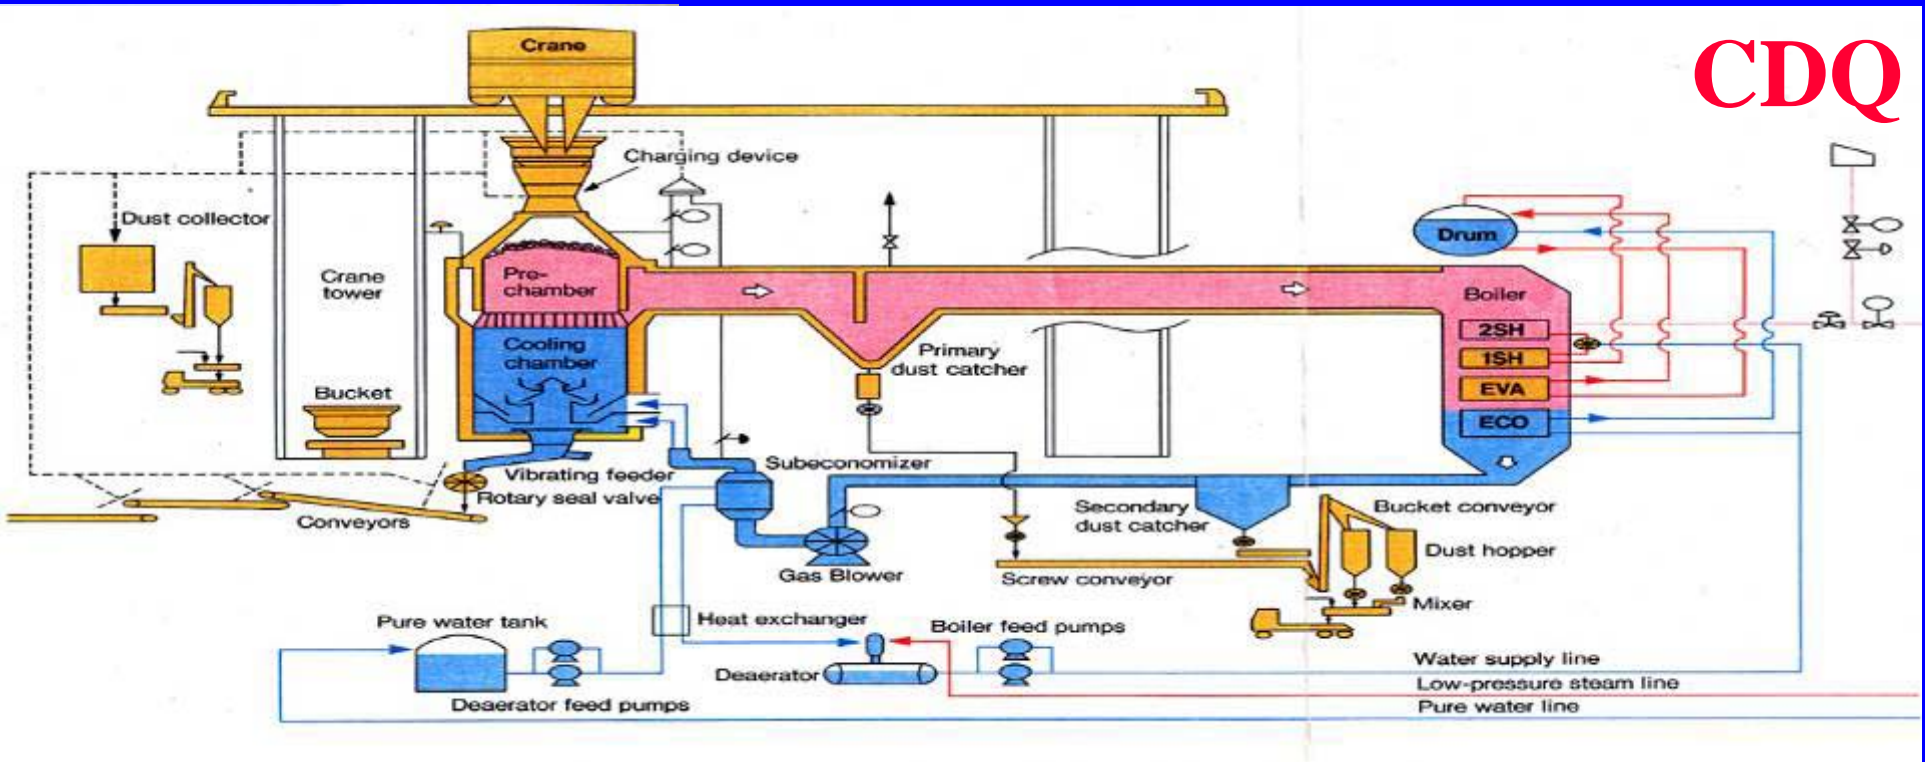 Crane
CDQ
Charging device
Dust collector
Crane
tower
Pre-
chamber
Drum
Boiler
2SH
1SH
EVA
ECO
Cooling
chamber
Primary
dust catcher
Bucket
Vibrating feeder
Rotary seal valve
Conveyors
Subeconomizer
Gas Blower
Secondary
dust catcher
Screw conveyor
Bucket conveyor
Dust hopper
Mixer
Pure water tank
Heat exchanger
Boiler feed pumps
Deaerator
Deaerator feed pumps
Water supply line
Low-pressure steam line
Pure water line